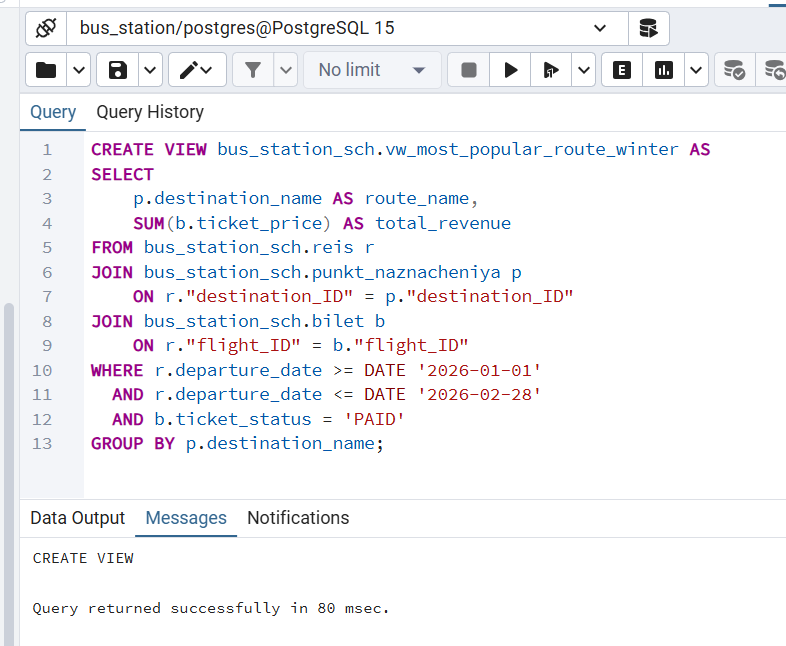 bus_station/postgres@PostgreSQL 15
No limit
E
Query Query History
1 CREATE VIEW bus_station_sch.vw_most_popular_route_winter AS
2 SELECT
3     p.destination_name AS route_name,
4     SUM(b.ticket_price) AS total_revenue
5 FROM bus_station_sch.reis r
6 JOIN bus_station_sch.punkt_naznacheniya p
7     ON r."destination_ID" = p."destination_ID"
8 JOIN bus_station_sch.bilet b
9     ON r."flight_ID" = b."flight_ID"
10 WHERE r.departure_date >= DATE '2026-01-01'
11   AND r.departure_date <= DATE '2026-02-28'
12   AND b.ticket_status = 'PAID'
13 GROUP BY p.destination_name;
Data Output Messages Notifications
CREATE VIEW
Query returned successfully in 80 msec.